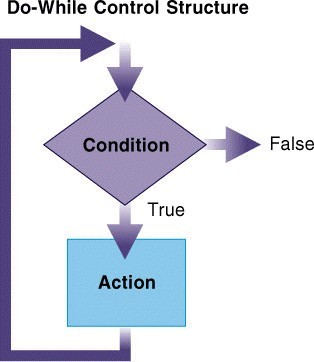 Do-While Control Structure
Condition
False
True
Action